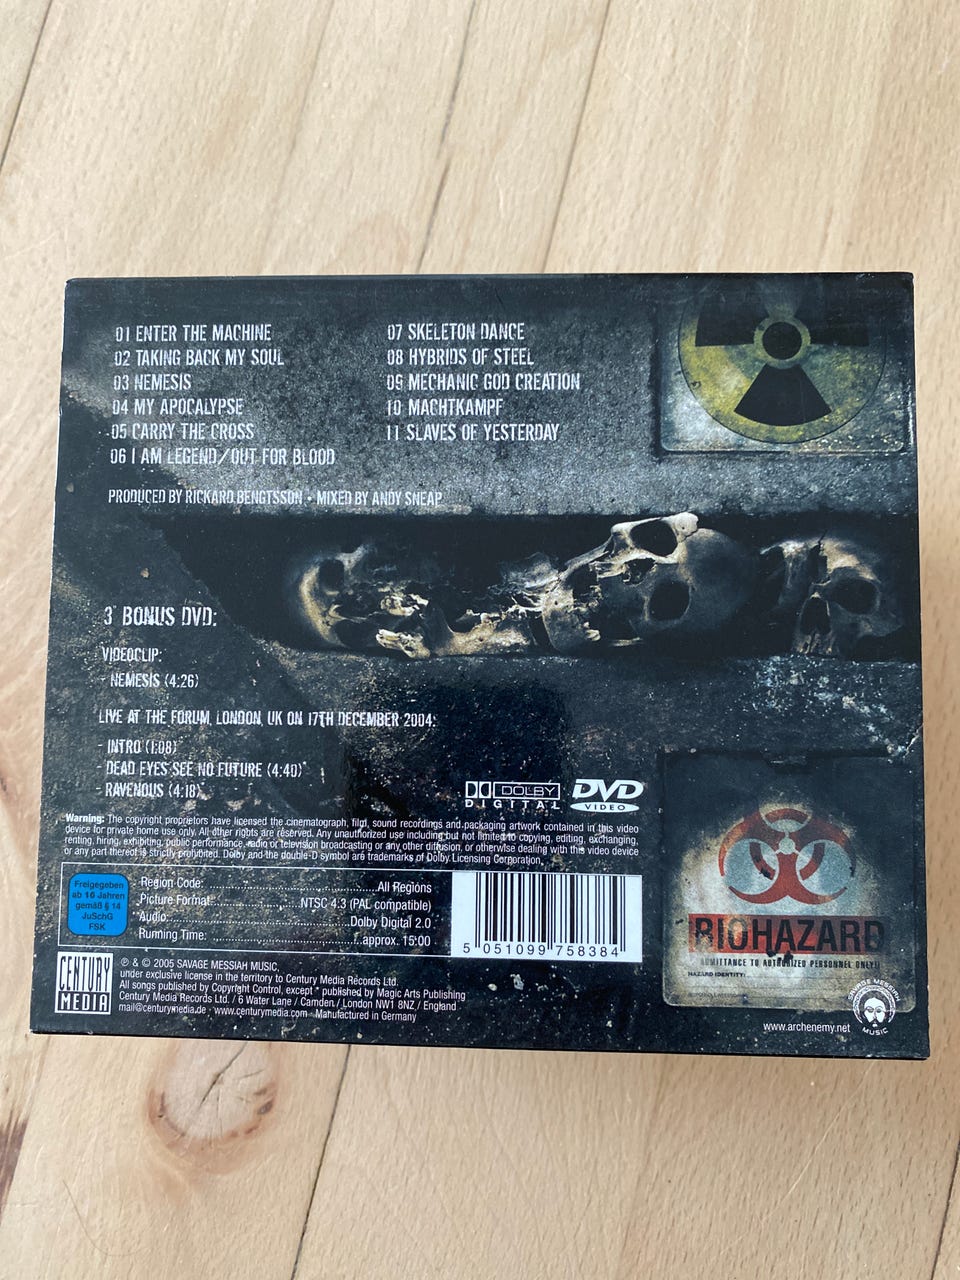 01 ENTER THE MACHINE
02 TAKING BACK MY SOUL
03 NEMESIS
04 MY APOCALYPSE
05 CARRY THE CROSS
06 I AM LEGEND/OUT FOR BLOOD
07 SKELETON DANCE
08 HYBRIDS OF STEEL
09 MECHANIC GOD CREATION
10 MACHTKAMPF
11 SLAVES OF YESTERDAY
PRODUCED BY RICKARD BENGTSSON • MIXED BY ANDY SNEAP
3" BONUS DVD:
VIDEOCLIP:
- NEMESIS (4:26)
LIVE AT THE FORUM, LONDON, UK ON 17TH DECEMBER 2004:
- INTRO (1:08)
- DEAD EYES SEE NO FUTURE (4:40)*
- RAVENOUS (4:18)
DOLBY
DIGITAL
DVD
VIDEO
Warning: The copyright proprietors have licensed the cinematograph, film, sound recordings and packaging artwork contained in this video
device for private home use only. All other rights are reserved. Any unauthorized use including but not limited to copying, editing, exchanging,
renting, hiring, exhibiting, public performance, radio or television broadcasting or any other diffusion, or otherwise dealing with this video device
or any part thereof is strictly prohibited. Dolby and the double-D symbol are trademarks of Dolby Licensing Corporation.
Freigegeben
ab 16 Jahren
gemäß § 14
JuSchG
FSK
Region Code: All Regions
Picture Format NTSC 4:3 (PAL compatible)
Audio Dolby Digital 2.0
Running Time: approx. 15:00
5 051099 758384
CENTURY
MEDIA
℗ & © 2005 SAVAGE MESSIAH MUSIC,
under exclusive license in the territory to Century Media Records Ltd.
All songs published by Copyright Control, except * published by Magic Arts Publishing
Century Media Records Ltd. / 6 Water Lane / Camden / London NW1 8NZ / England
mail@centurymedia.de · www.centurymedia.com · Manufactured in Germany
BIOHAZARD
ADMITTANCE TO AUTHORIZED PERSONNEL ONLY!
HAZARD IDENTITY:
www.archenemy.net
SAVAGE MESSIAH
MUSIC